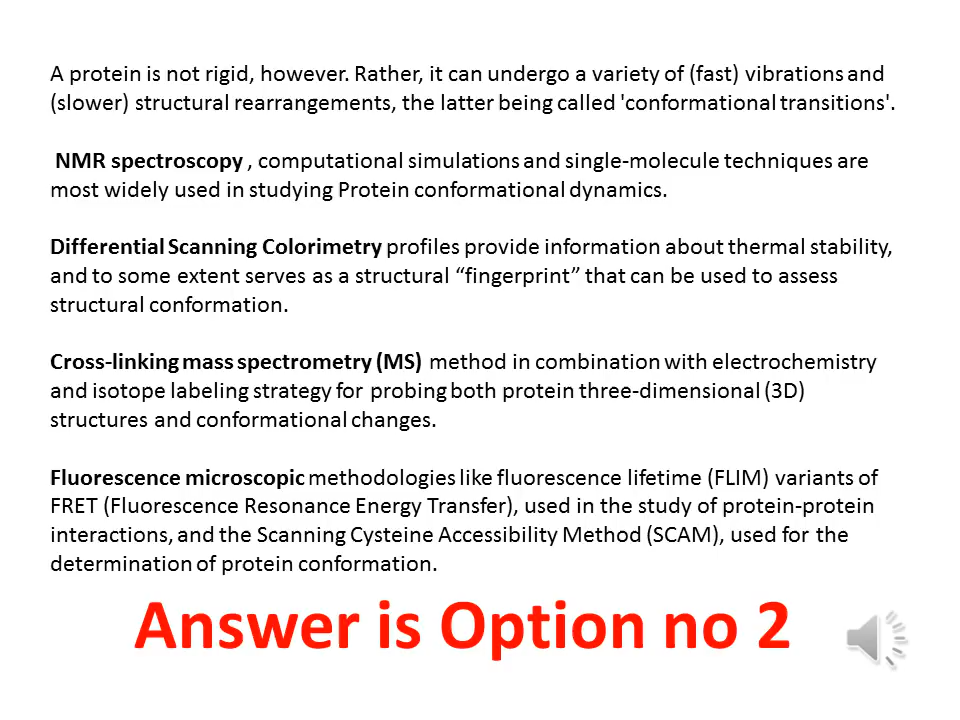 A protein is not rigid, however. Rather, it can undergo a variety of (fast) vibrations and
(slower) structural rearrangements, the latter being called 'conformational transitions'.
NMR spectroscopy , computational simulations and single-molecule techniques are
most widely used in studying Protein conformational dynamics.
Differential Scanning Colorimetry profiles provide information about thermal stability,
and to some extent serves as a structural “fingerprint” that can be used to assess
structural conformation.
Cross-linking mass spectrometry (MS) method in combination with electrochemistry
and isotope labeling strategy for probing both protein three-dimensional (3D)
structures and conformational changes.
Fluorescence microscopic methodologies like fluorescence lifetime (FLIM) variants of
FRET (Fluorescence Resonance Energy Transfer), used in the study of protein-protein
interactions, and the Scanning Cysteine Accessibility Method (SCAM), used for the
determination of protein conformation.
Answer is Option no 2